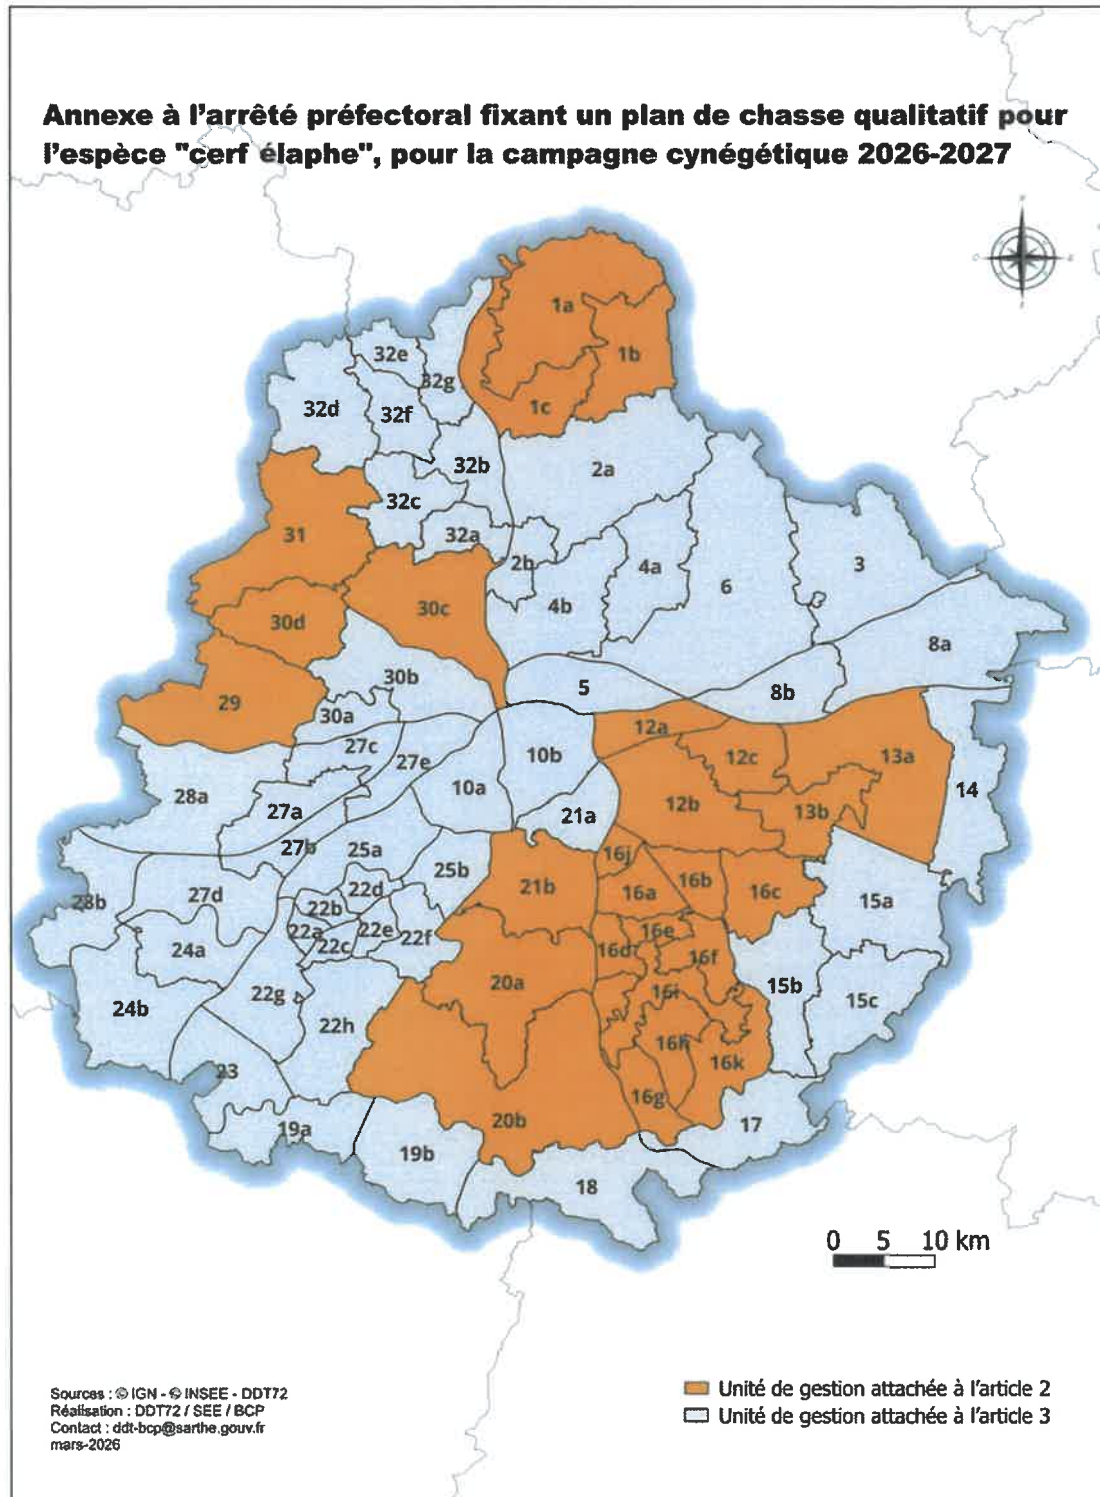 Annexe à l'arrêté préfectoral fixant un plan de chasse qualitatif pour
l'espèce "cerf élaphe", pour la campagne cynégétique 2026-2027
1a
1b
32e
32g
1c
32d
32f
32b
2a
32c
31
32a
2b
4a
3
6
30c
4b
30d
8a
30b
5
8b
29
30a
12a
27c
10b
12c
13a
27e
28a
10a
14
27a
21a
12b
13b
27b
25a
16j
25b
22d
21b
16b
16c
27d
16a
15a
28b
22b
22a
22e
22f
16e
24a
22c
16d
16f
20a
15b
22g
16i
15c
24b
22h
16h
16k
23
16g
20b
17
19a
19b
18
0 5 10 km
Sources : © IGN - © INSEE - DDT72
Réalisation : DDT72 / SEE / BCP
Contact : ddt-bcp@sarthe.gouv.fr
mars-2026
Unité de gestion attachée à l'article 2
Unité de gestion attachée à l'article 3